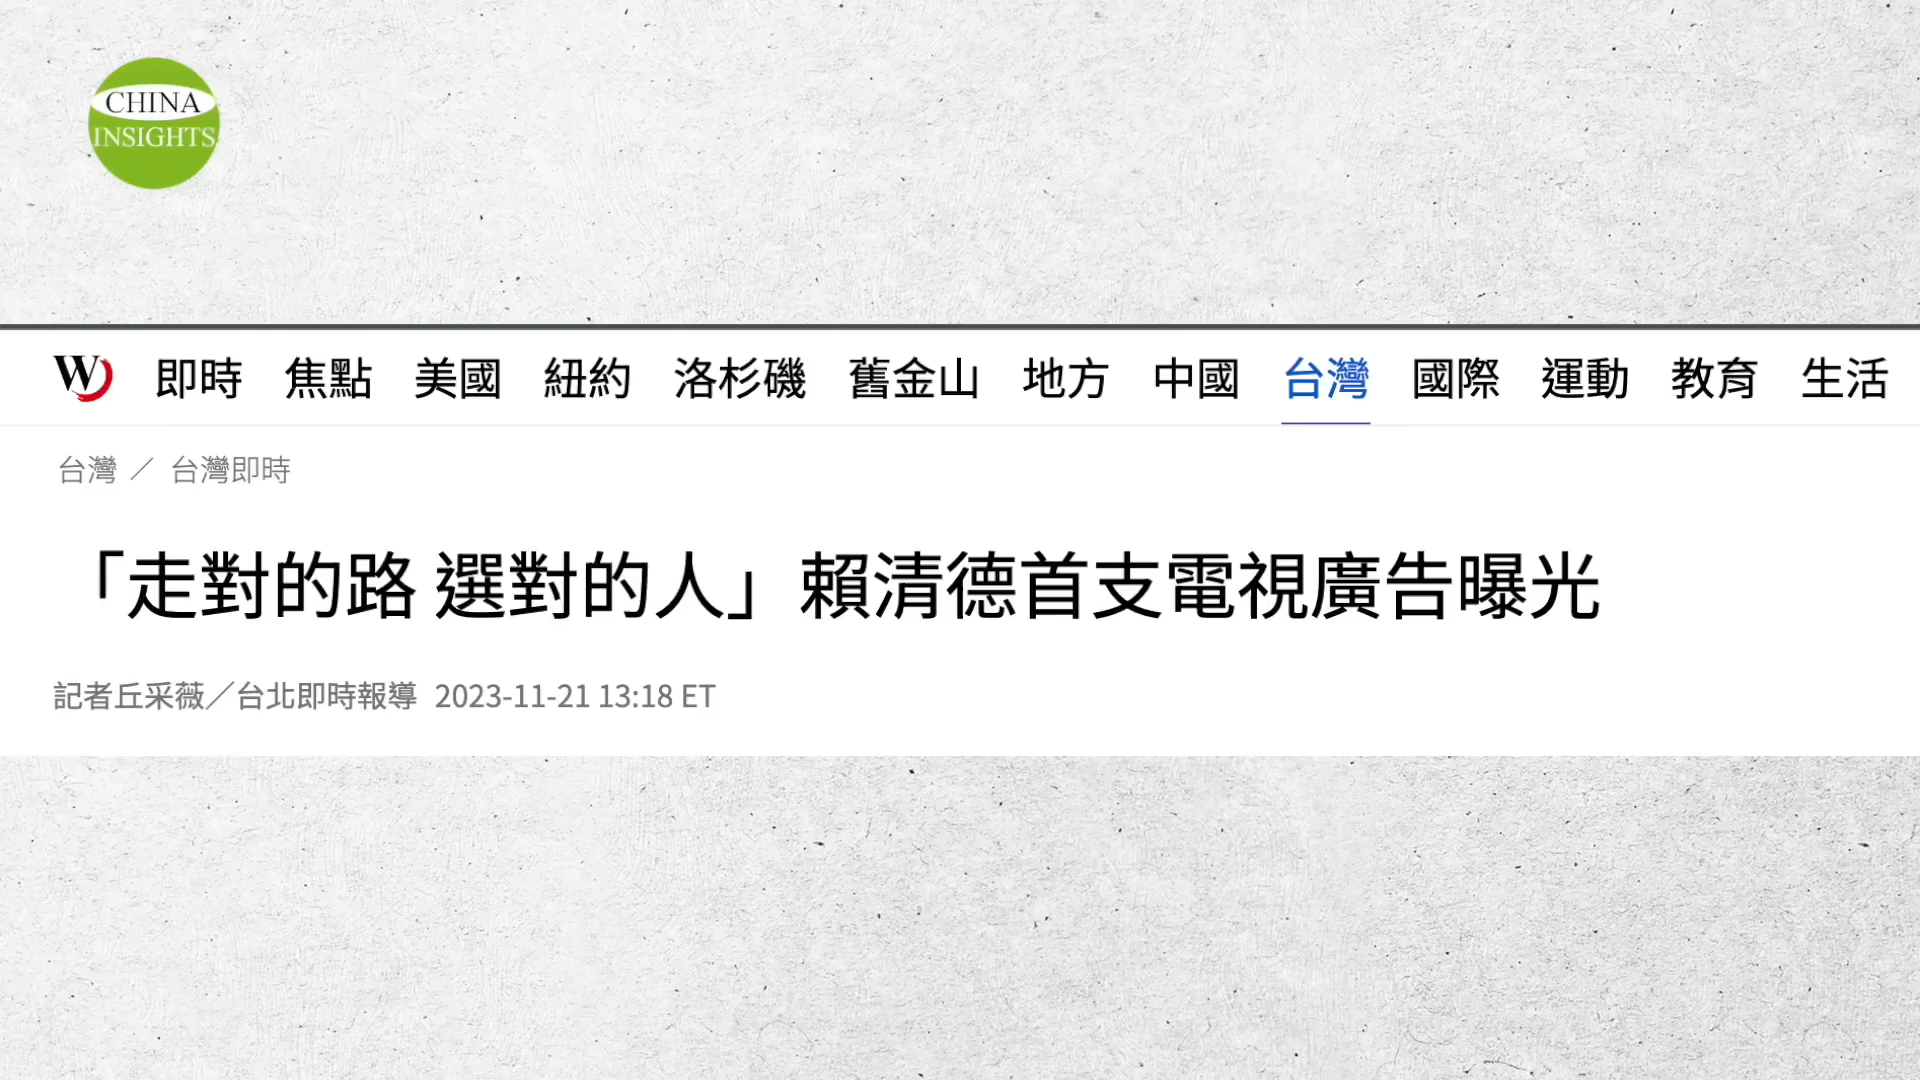 CHINA
INSIGHTS
W 即時 焦點 美國 紐約 洛杉磯 舊金山 地方 中國 台灣 國際 運動 教育 生活
台灣 ／ 台灣即時
「走對的路 選對的人」賴清德首支電視廣告曝光
記者丘采薇／台北即時報導 2023-11-21 13:18 ET